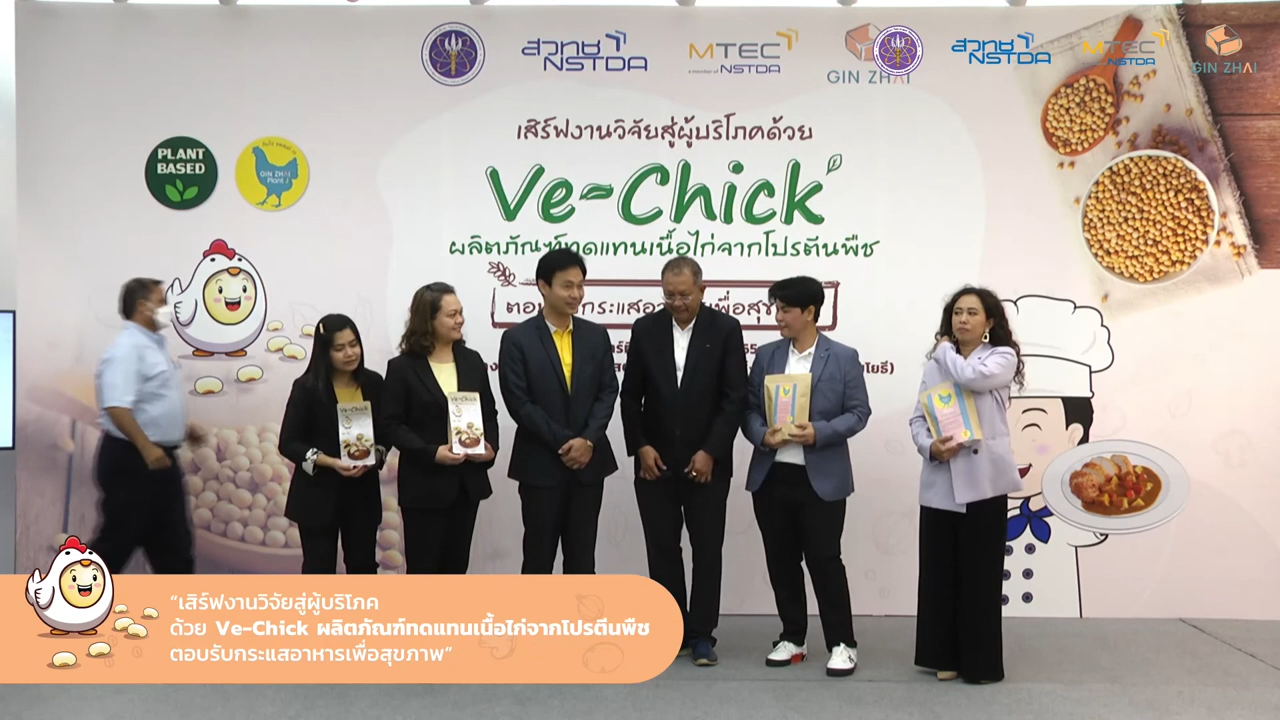 สวทช
NSTDA
MTEC
a member of NSTDA
GIN ZHAI
สวทช
NSTDA
MTEC
NSTDA
GIN ZHAI
PLANT
BASED
GIN ZHAI
เสิร์ฟงานวิจัยสู่ผู้บริโภคด้วย
Ve-Chick
ผลิตภัณฑ์ทดแทนเนื้อไก่จากโปรตีนพืช
Ve-Chick
Ve-Chick
“เสิร์ฟงานวิจัยสู่ผู้บริโภค
ด้วย Ve-Chick ผลิตภัณฑ์ทดแทนเนื้อไก่จากโปรตีนพืช
ตอบรับกระแสอาหารเพื่อสุขภาพ”